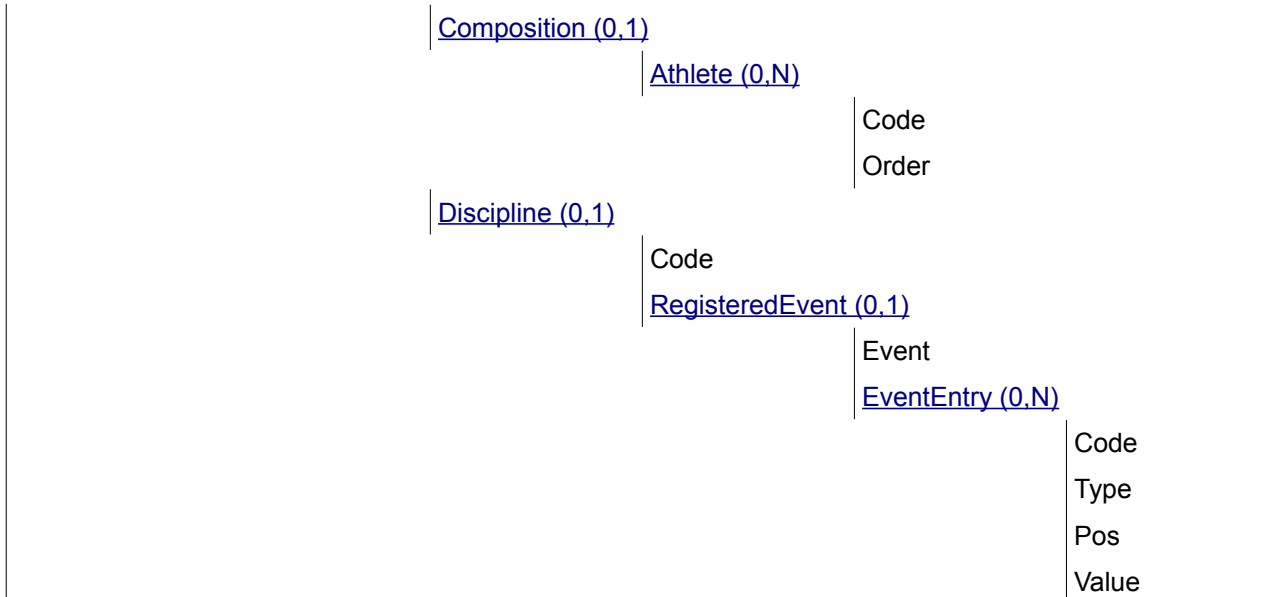 Composition (0,1)
Athlete (0,N)
Code
Order
Discipline (0,1)
Code
RegisteredEvent (0,1)
Event
EventEntry (0,N)
Code
Type
Pos
Value